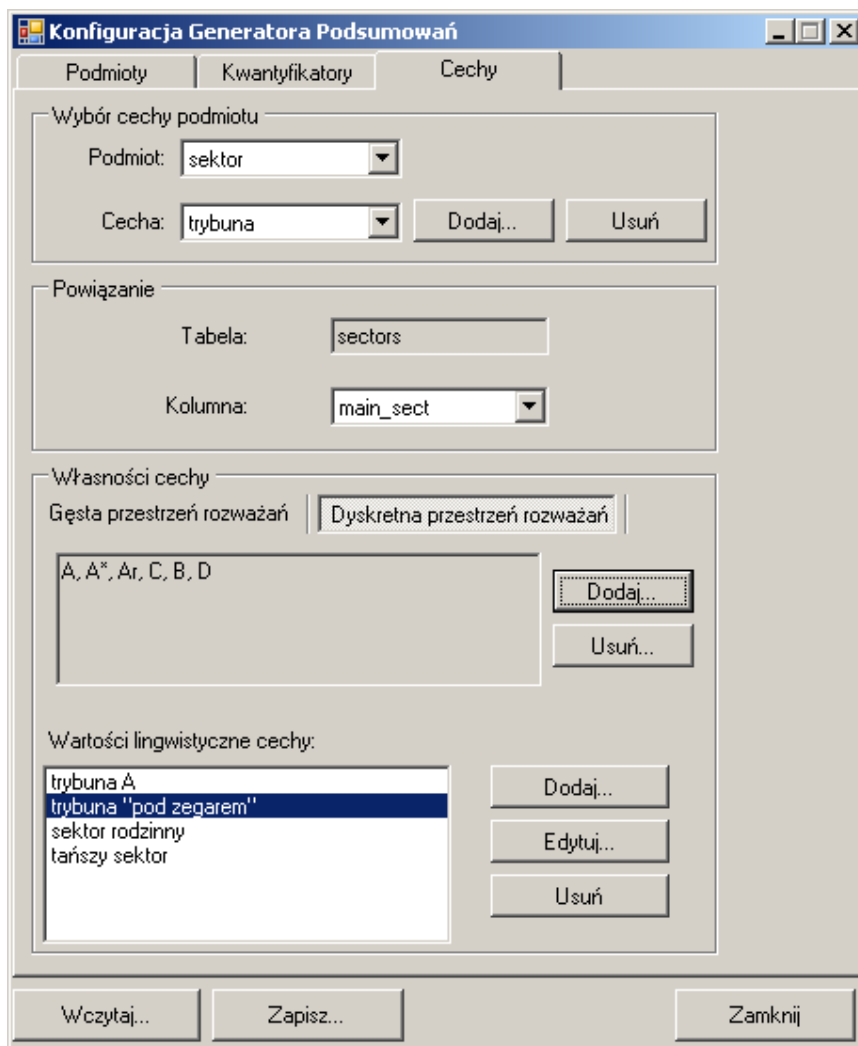 Konfiguracja Generatora Podsumowań
Podmioty Kwantyfikatory Cechy
Wybór cechy podmiotu
Podmiot: sektor
Cecha: trybuna Dodaj... Usuń
Powiązanie
Tabela: sectors
Kolumna: main_sect
Własności cechy
Gęsta przestrzeń rozważań Dyskretna przestrzeń rozważań
A, A*, Ar, C, B, D
Dodaj...
Usuń...
Wartości lingwistyczne cechy:
trybuna A
trybuna "pod zegarem"
sektor rodzinny
tańszy sektor
Dodaj...
Edytuj...
Usuń
Wczytaj... Zapisz... Zamknij